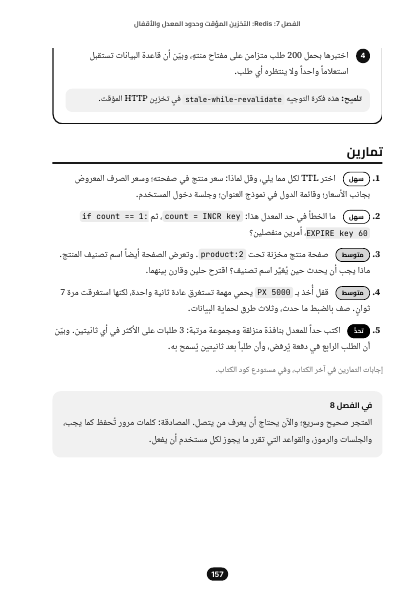 الفصل 7: Redis: التخزين المؤقت وحدود المعدل والأقفال
4 اختبرها بحمل 200 طلب متزامن على مفتاح منتهٍ، وبيّن أن قاعدة البيانات تستقبل
استعلاماً واحداً ولا ينتظره أي طلب.
تلميح: هذه فكرة التوجيه stale-while-revalidate في تخزين HTTP المؤقت.
تمارين
1. سهل اختر TTL لكل مما يلي، وقل لماذا: سعر منتج في صفحته؛ وسعر الصرف المعروض
بجانب الأسعار؛ وقائمة الدول في نموذج العنوان؛ وجلسة دخول المستخدم.
2. سهل ما الخطأ في حد المعدل هذا: count = INCR key، ثم if count == 1:
EXPIRE key 60، أمرين منفصلين؟
3. متوسط صفحة منتج مخزنة تحت product:2. وتعرض الصفحة أيضاً اسم تصنيف المنتج.
ماذا يجب أن يحدث حين يُغيَّر اسم تصنيف؟ اقترح حلين وقارن بينهما.
4. متوسط قفل أُخذ بـ PX 5000 يحمي مهمة تستغرق عادة ثانية واحدة، لكنها استغرقت مرة 7
ثوانٍ. صف بالضبط ما حدث، وثلاث طرق لحماية البيانات.
5. تحدٍّ اكتب حداً للمعدل بنافذة منزلقة ومجموعة مرتبة: 3 طلبات على الأكثر في أي ثانيتين. وبيّن
أن الطلب الرابع في دفعة يُرفض، وأن طلباً بعد ثانيتين يُسمح به.
إجابات التمارين في آخر الكتاب، وفي مستودع كود الكتاب.
في الفصل 8
المتجر صحيح وسريع؛ والآن يحتاج أن يعرف من يتصل. المصادقة: كلمات مرور تُحفظ كما يجب،
والجلسات والرموز، والقواعد التي تقرر ما يجوز لكل مستخدم أن يفعل.
157